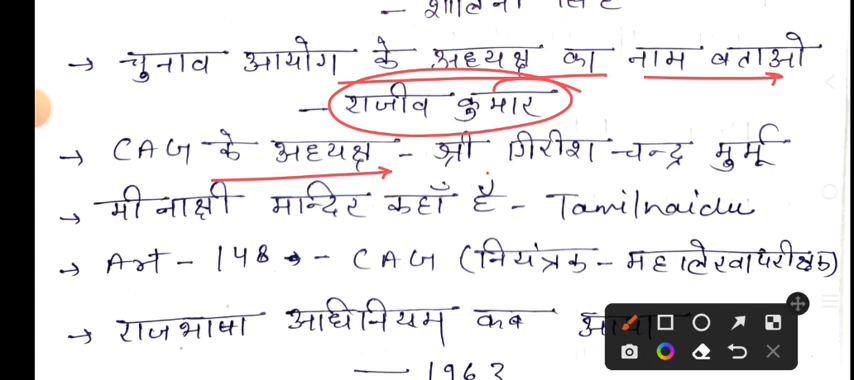 – शालिनी सिंह
→ चुनाव आयोग के अध्यक्ष का नाम बताओ
– राजीव कुमार
→ CAG के अध्यक्ष – श्री गिरीश चन्द्र मुर्मू
→ मीनाक्षी मान्दिर कहाँ है – Tamilnaidu
→ Art – 148 → – CAG (नियंत्रक – महालेखापरीक्षक)
→ राजभाषा अधिनियम कब
— 1963